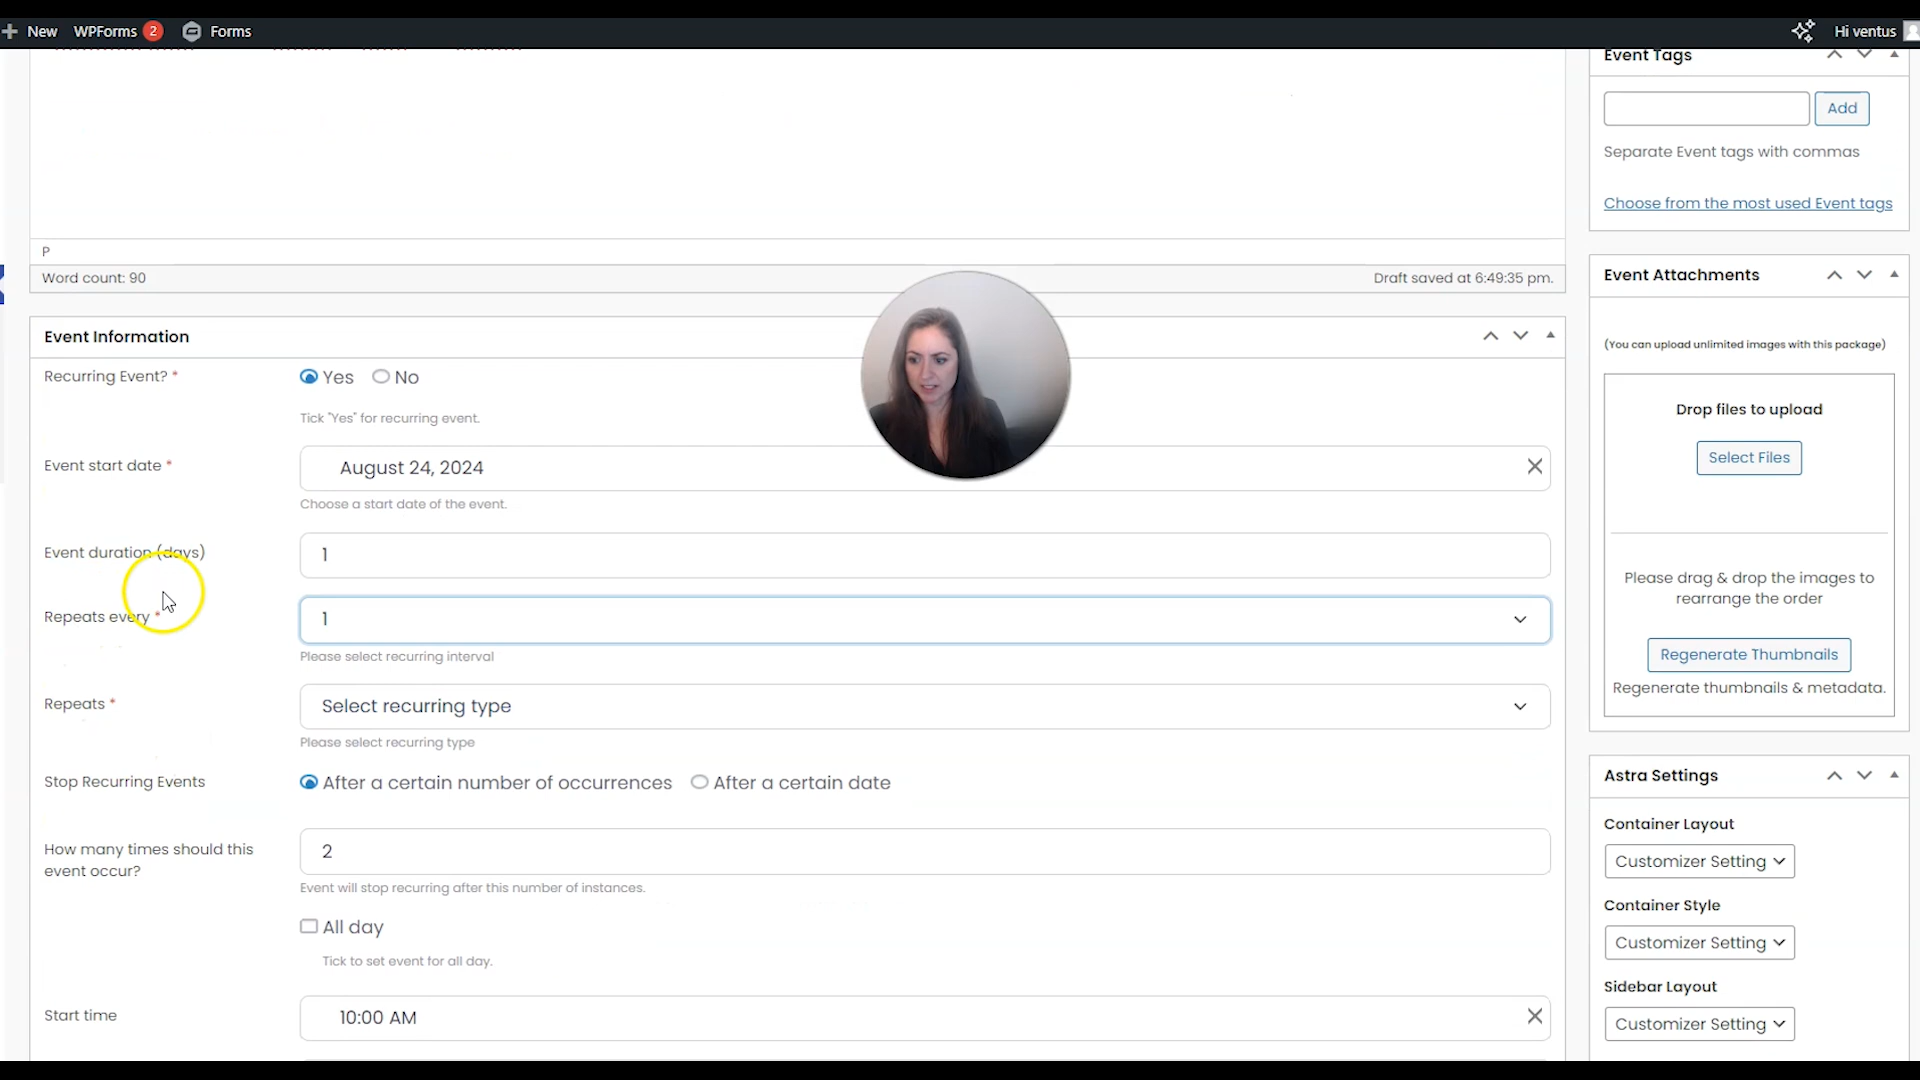 New WPForms 2 Forms Hi ventus
Event Tags
Add
Separate Event tags with commas
Choose from the most used Event tags
P
Word count: 90 Draft saved at 6:49:35 pm.
Event Attachments
(You can upload unlimited images with this package)
Drop files to upload
Select Files
Please drag & drop the images to
rearrange the order
Regenerate Thumbnails
Regenerate thumbnails & metadata.
Event Information
Recurring Event? * Yes No
Tick "Yes" for recurring event.
Event start date * August 24, 2024
Choose a start date of the event.
Event duration (days) 1
Repeats every * 1
Please select recurring interval
Repeats * Select recurring type
Please select recurring type
Stop Recurring Events After a certain number of occurrences After a certain date
How many times should this
event occur? 2
Event will stop recurring after this number of instances.
All day
Tick to set event for all day.
Start time 10:00 AM
Astra Settings
Container Layout
Customizer Setting
Container Style
Customizer Setting
Sidebar Layout
Customizer Setting